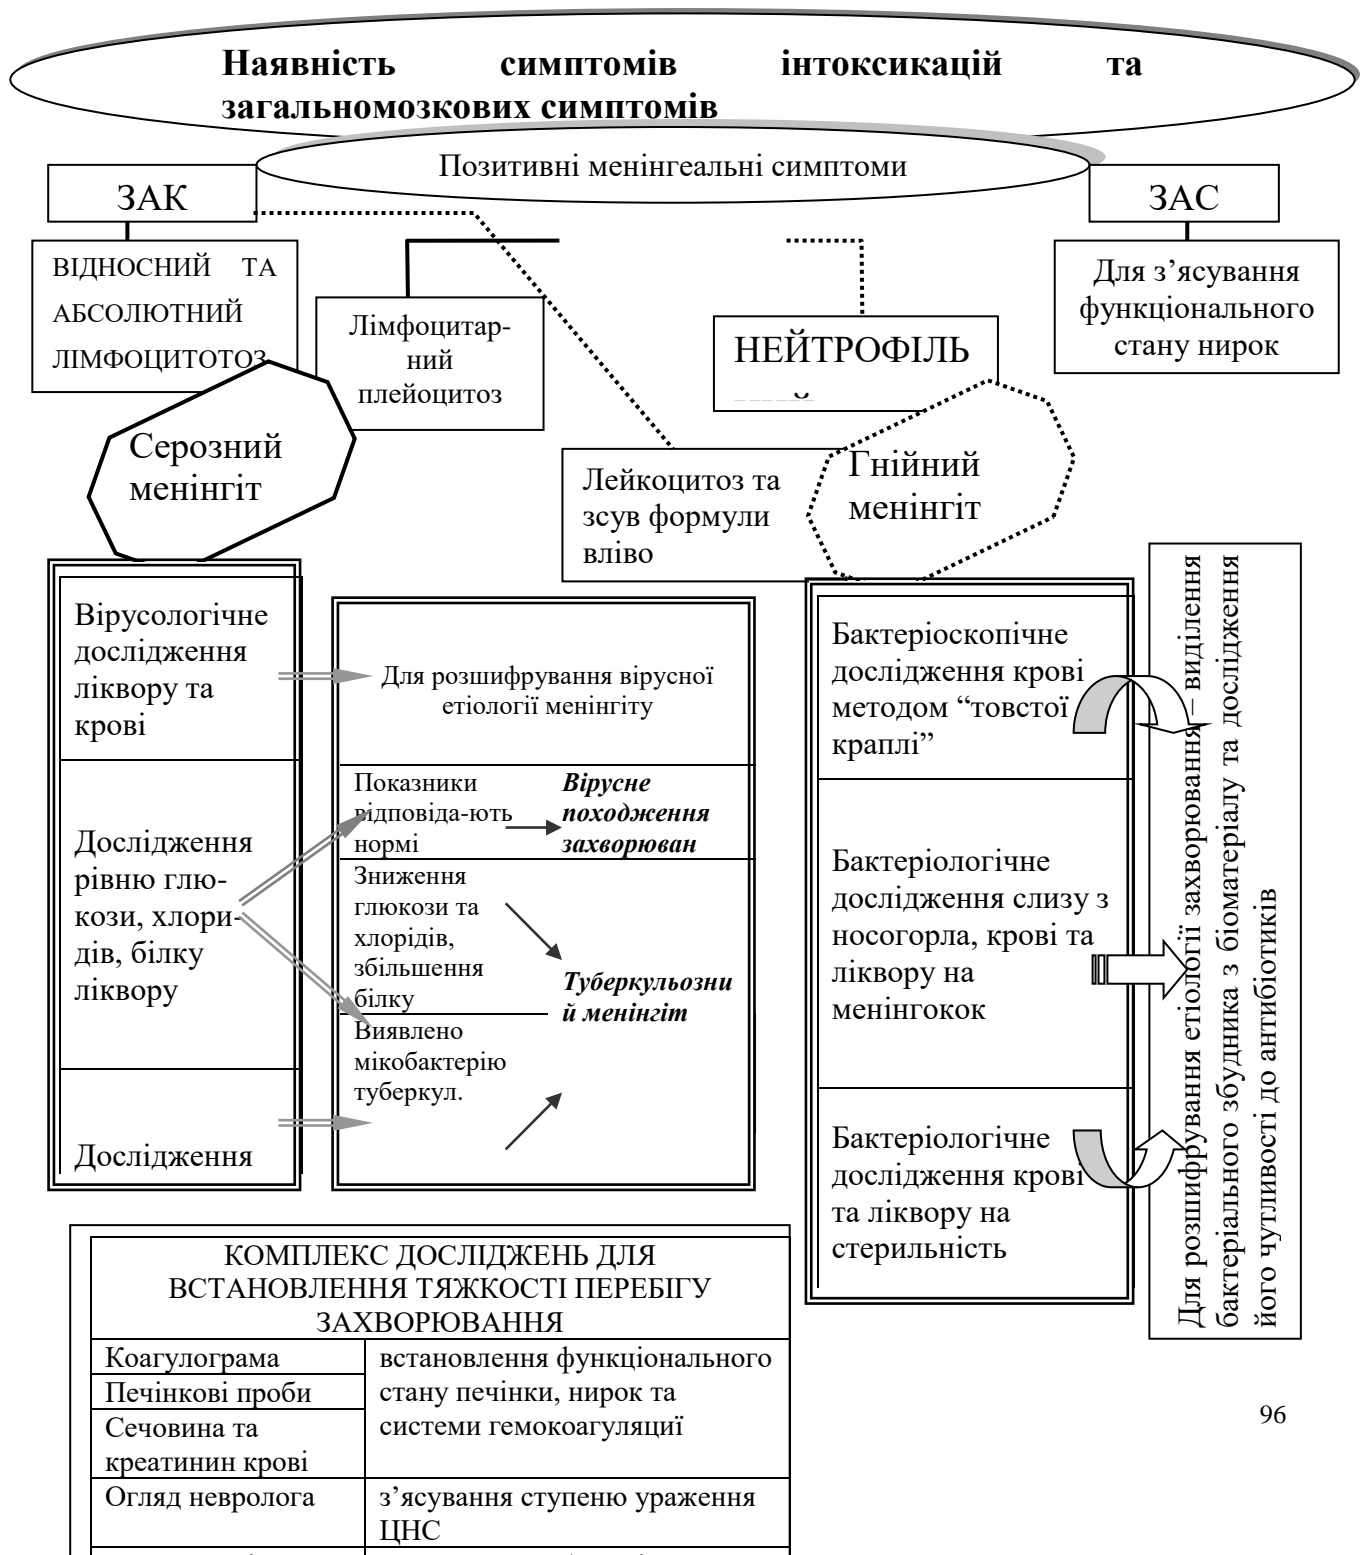 Наявність симптомів інтоксикацій та
загальномозкових симптомів
Позитивні менінгеальні симптоми
ЗАК
ЗАС
ВІДНОСНИЙ ТА
АБСОЛЮТНИЙ
ЛІМФОЦИТОТОЗ
Лімфоцитар-
ний
плейоцитоз
НЕЙТРОФІЛЬ
Для з’ясування
функціонального
стану нирок
Серозний
менінгіт
Лейкоцитоз та
зсув формули
вліво
Гнійний
менінгіт
Вірусологічне
дослідження
ліквору та
крові
Дослідження
рівню глю-
кози, хлори-
дів, білку
ліквору
Дослідження
Для розшифрування вірусної
етіології менінгіту
Показники
відповіда-ють
нормі
Вірусне
походження
захворюван
Зниження
глюкози та
хлорідів,
збільшення
білку
Виявлено
мікобактерію
туберкул.
Туберкульозни
й менінгіт
Бактеріоскопічне
дослідження крові
методом “товстої
краплі”
Бактеріологічне
дослідження слизу з
носогорла, крові та
ліквору на
менінгокок
Бактеріологічне
дослідження крові
та ліквору на
стерильність
Для розшифрування етіології захворювання – виділення
бактеріального збудника з біоматеріалу та дослідження
його чутливості до антибіотиків
КОМПЛЕКС ДОСЛІДЖЕНЬ ДЛЯ
ВСТАНОВЛЕННЯ ТЯЖКОСТІ ПЕРЕБІГУ
ЗАХВОРЮВАННЯ
Коагулограма
Печінкові проби
Сечовина та
креатинин крові
встановлення функціонального
стану печінки, нирок та
системи гемокоагуляциї
Огляд невролога
з’ясування ступеню ураження
ЦНС
96